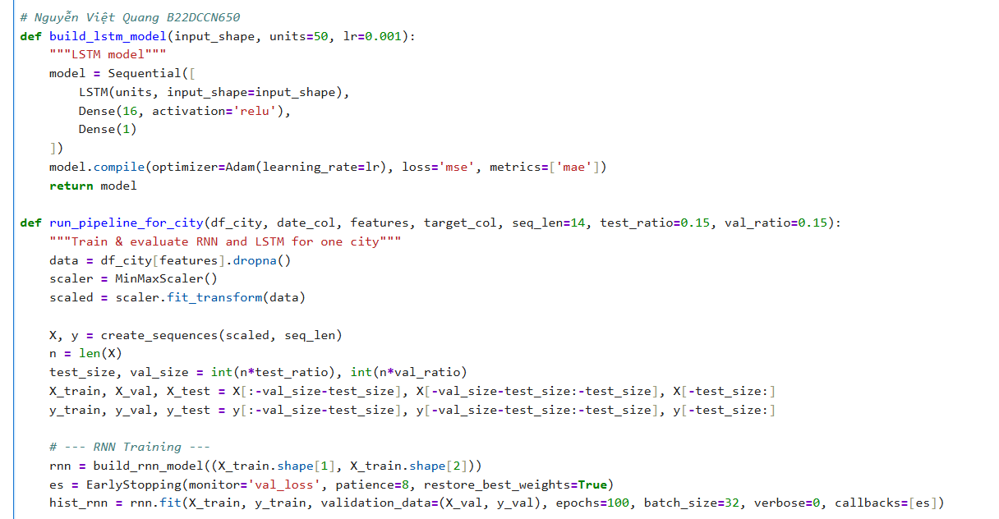 # Nguyễn Việt Quang B22DCCN650
def build_lstm_model(input_shape, units=50, lr=0.001):
    """LSTM model"""
    model = Sequential([
        LSTM(units, input_shape=input_shape),
        Dense(16, activation='relu'),
        Dense(1)
    ])
    model.compile(optimizer=Adam(learning_rate=lr), loss='mse', metrics=['mae'])
    return model

def run_pipeline_for_city(df_city, date_col, features, target_col, seq_len=14, test_ratio=0.15, val_ratio=0.15):
    """Train & evaluate RNN and LSTM for one city"""
    data = df_city[features].dropna()
    scaler = MinMaxScaler()
    scaled = scaler.fit_transform(data)

    X, y = create_sequences(scaled, seq_len)
    n = len(X)
    test_size, val_size = int(n*test_ratio), int(n*val_ratio)
    X_train, X_val, X_test = X[:-val_size-test_size], X[-val_size-test_size:-test_size], X[-test_size:]
    y_train, y_val, y_test = y[:-val_size-test_size], y[-val_size-test_size:-test_size], y[-test_size:]

    # --- RNN Training ---
    rnn = build_rnn_model((X_train.shape[1], X_train.shape[2]))
    es = EarlyStopping(monitor='val_loss', patience=8, restore_best_weights=True)
    hist_rnn = rnn.fit(X_train, y_train, validation_data=(X_val, y_val), epochs=100, batch_size=32, verbose=0, callbacks=[es])